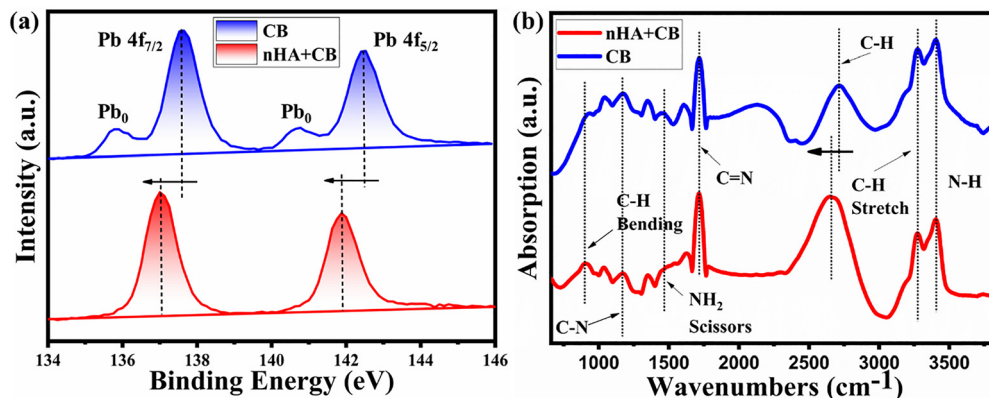 (a)
Pb 4f7/2
CB
nHA+CB
Pb 4f5/2
Pb0
Pb0
Intensity (a.u.)
134 136 138 140 142 144 146
Binding Energy (eV)
(b)
nHA+CB
CB
C-H
C=N
C-H
Stretch
N-H
C-H
Bending
NH2
Scissors
C-N
Absorption (a.u.)
1000 1500 2000 2500 3000 3500
Wavenumbers (cm-1)